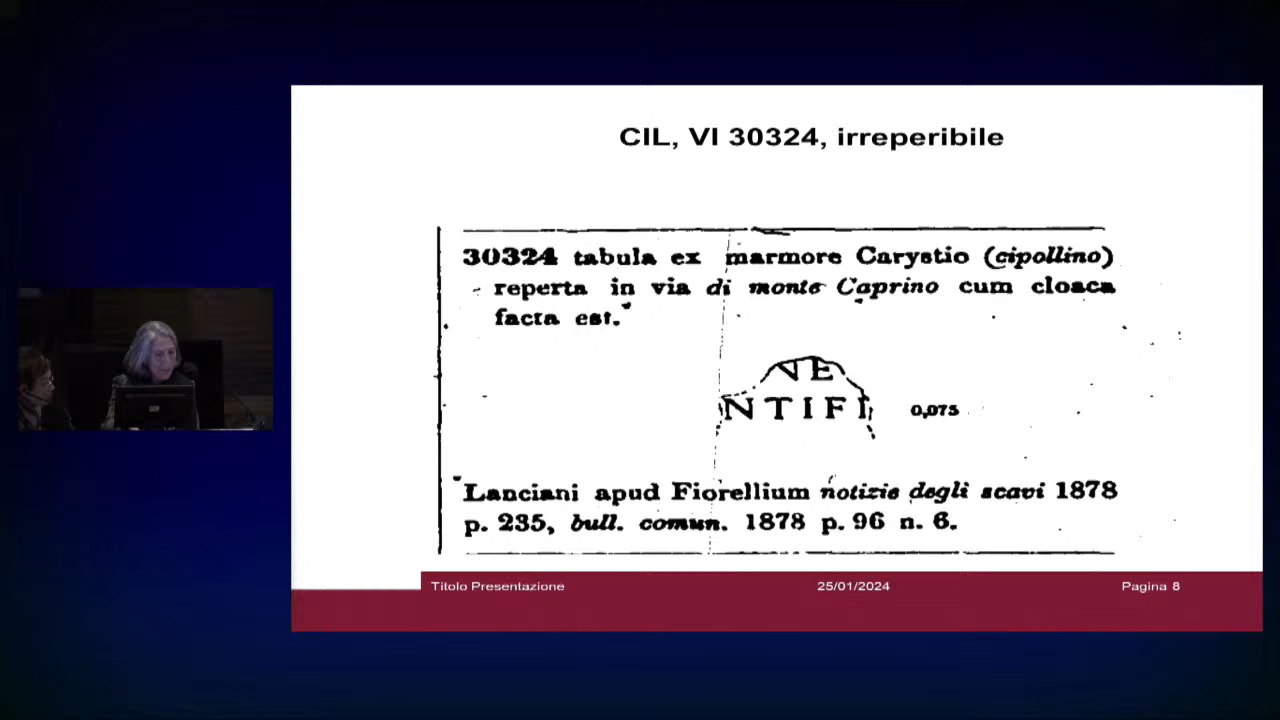 CIL, VI 30324, irreperibile
30324 tabula ex marmore Carystio (cipollino)
reperta in via di monte Caprino cum cloaca
facta est.
VE
NTIFI
0,075
Lanciani apud Fiorellium notizie degli scavi 1878
p. 235, bull. comun. 1878 p. 96 n. 6.
Titolo Presentazione
25/01/2024
Pagina 8